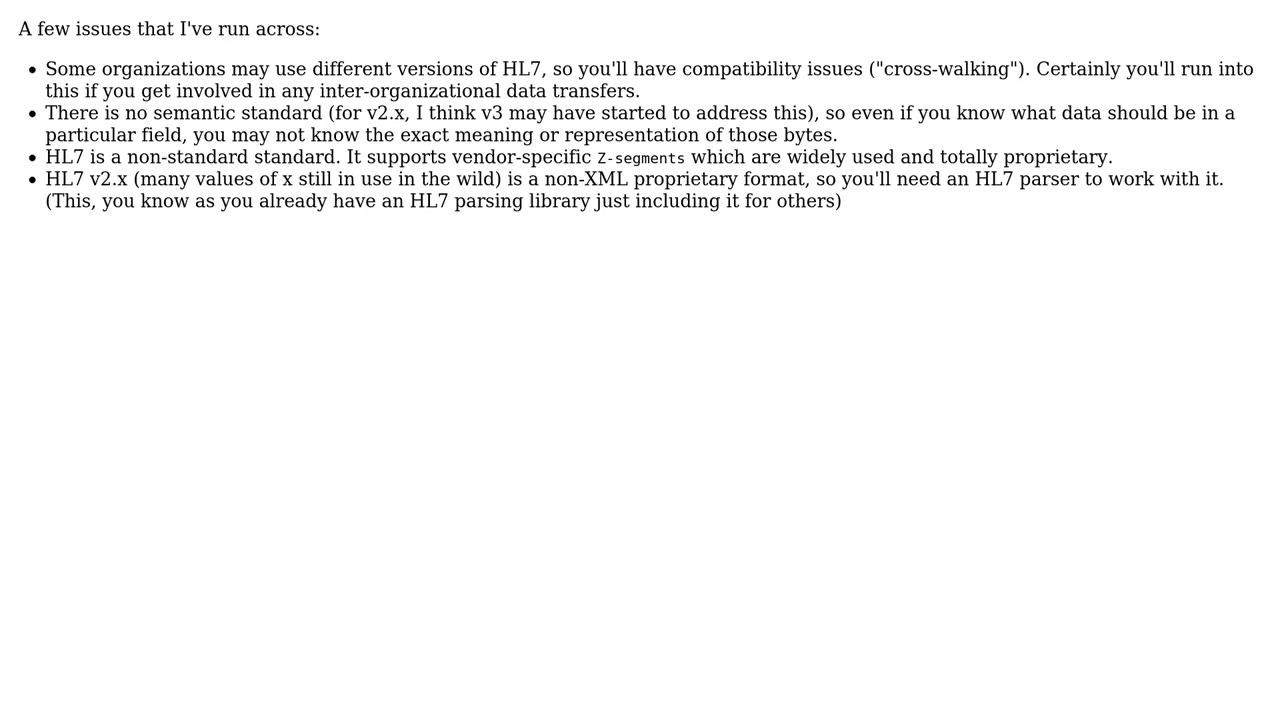 A few issues that I've run across:
• Some organizations may use different versions of HL7, so you'll have compatibility issues ("cross-walking"). Certainly you'll run into
this if you get involved in any inter-organizational data transfers.
• There is no semantic standard (for v2.x, I think v3 may have started to address this), so even if you know what data should be in a
particular field, you may not know the exact meaning or representation of those bytes.
• HL7 is a non-standard standard. It supports vendor-specific Z-segments which are widely used and totally proprietary.
• HL7 v2.x (many values of x still in use in the wild) is a non-XML proprietary format, so you'll need an HL7 parser to work with it.
(This, you know as you already have an HL7 parsing library just including it for others)